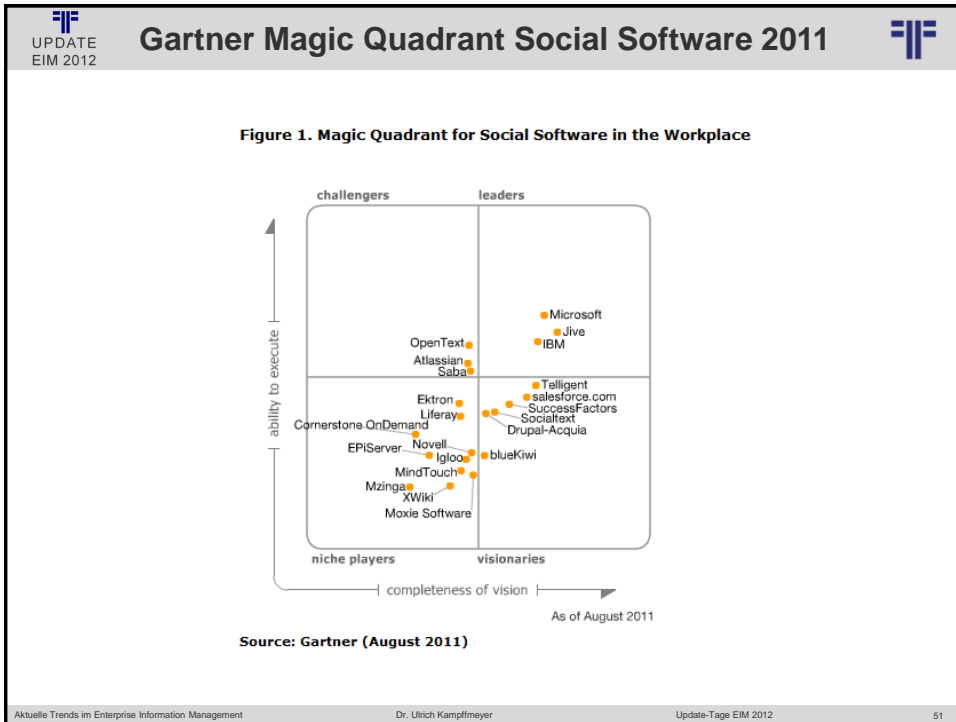 UPDATE
EIM 2012
Gartner Magic Quadrant Social Software 2011
Figure 1. Magic Quadrant for Social Software in the Workplace
challengers
leaders
ability to execute
Microsoft
Jive
IBM
OpenText
Atlassian
Saba
Telligent
salesforce.com
SuccessFactors
Socialtext
Drupal-Acquia
Ektron
Liferay
Cornerstone OnDemand
EPiServer
Novell
Igloo
blueKiwi
MindTouch
Mzinga
XWiki
Moxie Software
niche players
visionaries
completeness of vision
As of August 2011
Source: Gartner (August 2011)
Aktuelle Trends im Enterprise Information Management
Dr. Ulrich Kampffmeyer
Update-Tage EIM 2012
51